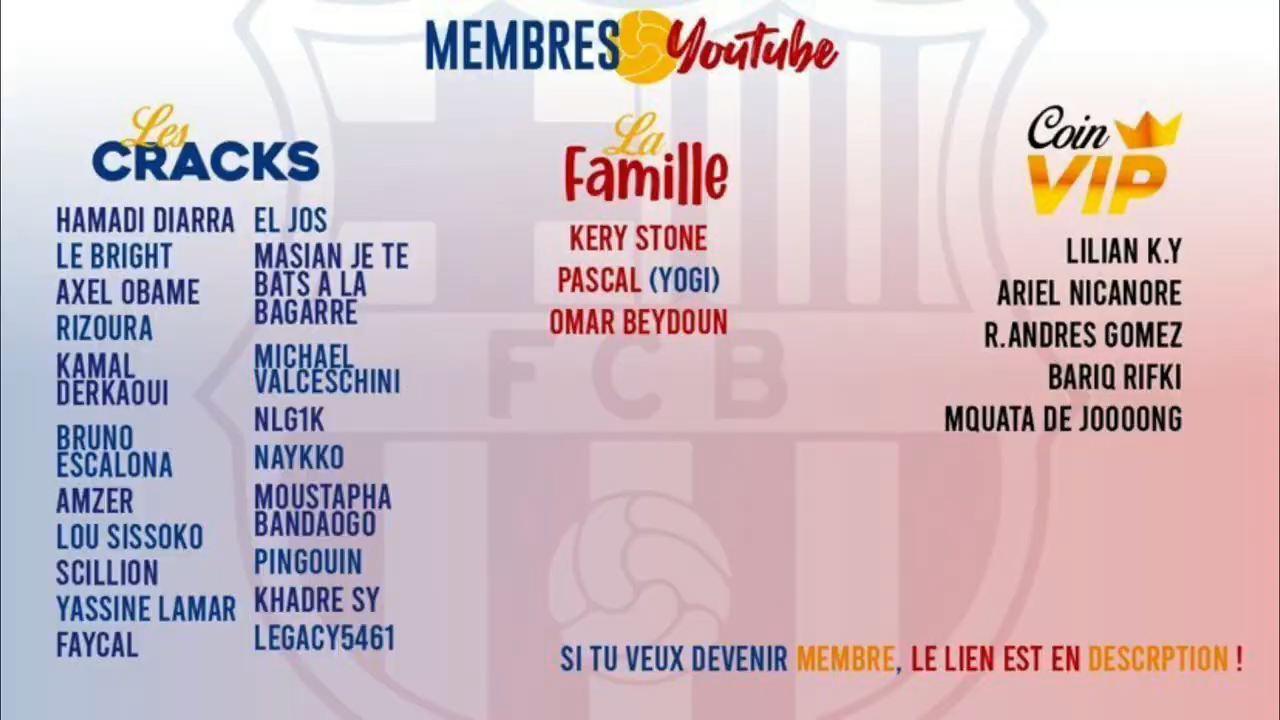 MEMBRES Youtube
Les
CRACKS
HAMADI DIARRA
LE BRIGHT
AXEL OBAME
RIZOURA
KAMAL
DERKAOUI
BRUNO
ESCALONA
AMZER
LOU SISSOKO
SCILLION
YASSINE LAMAR
FAYCAL
EL JOS
MASIAN JE TE
BATS A LA
BAGARRE
MICHAEL
VALCESCHINI
NLG1K
NAYKKO
MOUSTAPHA
BANDAOGO
PINGOUIN
KHADRE SY
LEGACY5461
La
Famille
KERY STONE
PASCAL (YOGI)
OMAR BEYDOUN
FCB
Coin
VIP
LILIAN K.Y
ARIEL NICANORE
R.ANDRES GOMEZ
BARIQ RIFKI
MQUATA DE JOOOONG
SI TU VEUX DEVENIR MEMBRE, LE LIEN EST EN DESCRPTION !